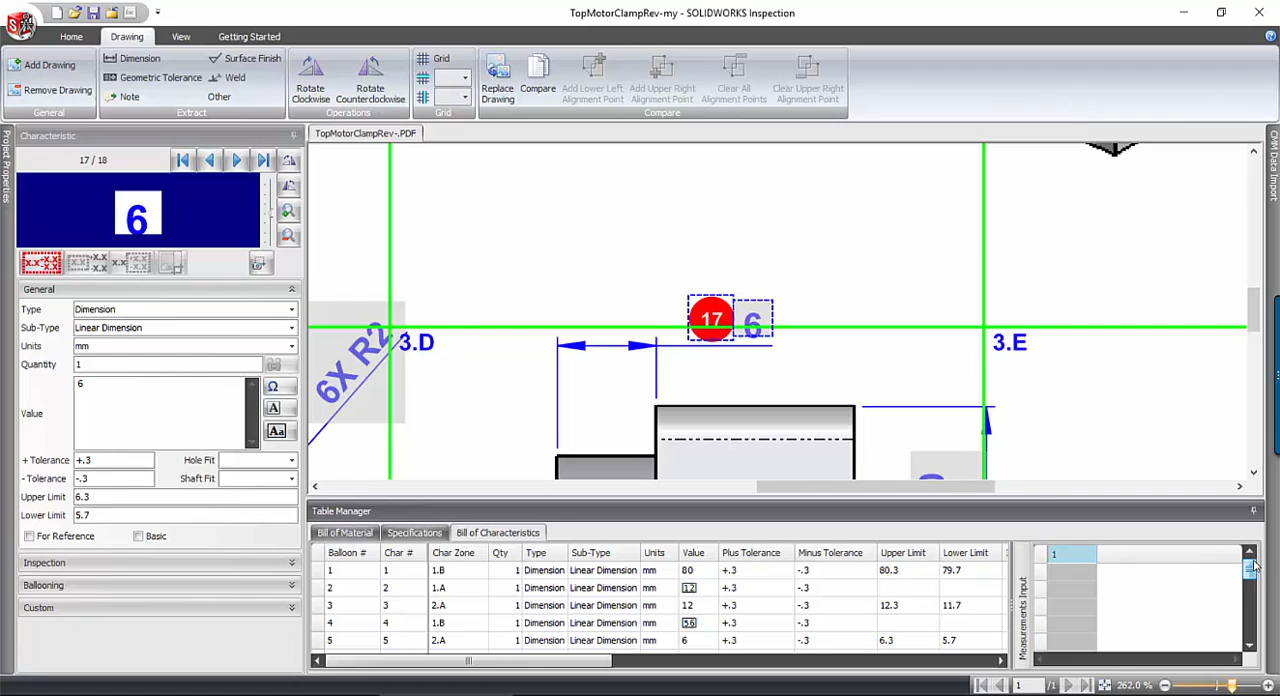 TopMotorClampRev-my - SOLIDWORKS Inspection
Home
Drawing
View
Getting Started
Add Drawing
Remove Drawing
General
Dimension
Surface Finish
Geometric Tolerance
Weld
Note
Other
Extract
Rotate Clockwise
Rotate Counterclockwise
Operations
Grid
Grid
Replace Drawing
Compare
Add Lower Left Alignment Point
Add Upper Right Alignment Point
Clear All Alignment Points
Clear Upper Right Alignment Point
Compare
Project Properties
Characteristic
17 / 18
6
General
Type Dimension
Sub-Type Linear Dimension
Units mm
Quantity 1
Value 6
+ Tolerance +.3 Hole Fit
- Tolerance -.3 Shaft Fit
Upper Limit 6.3
Lower Limit 5.7
For Reference Basic
Inspection
Ballooning
Custom
TopMotorClampRev-.PDF
17 6
3.D
3.E
6X R2
CMM Data Import
Table Manager
Bill of Material Specifications Bill of Characteristics
Balloon # Char # Char Zone Qty Type Sub-Type Units Value Plus Tolerance Minus Tolerance Upper Limit Lower Limit
1 1 1.B 1 Dimension Linear Dimension mm 80 +.3 -.3 80.3 79.7
2 2 1.A 1 Dimension Linear Dimension mm 12 +.3 -.3
3 3 2.A 1 Dimension Linear Dimension mm 12 +.3 -.3 12.3 11.7
4 4 1.B 1 Dimension Linear Dimension mm 56 +.3 -.3
5 5 2.A 1 Dimension Linear Dimension mm 6 +.3 -.3 6.3 5.7
Measurements Input
1
1 /1 262.0 %